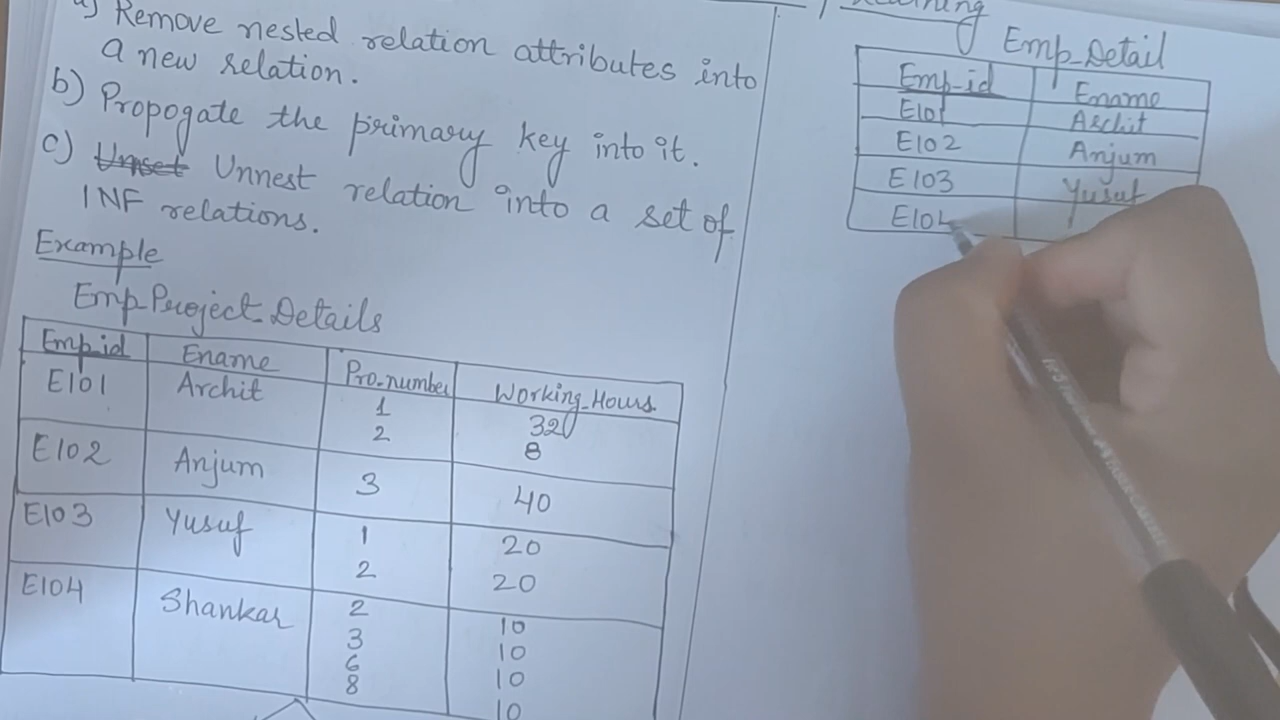 a) Remove nested relation attributes into
a new relation.
b) Propogate the primary key into it.
c) Unnest relation into a set of
1NF relations.
Example
Emp Project_Details
Emp_id Ename Pro_number Working_Hours
E101 Archit 1 320
2 8
E102 Anjum 3 40
E103 Yusuf 1 20
2 20
E104 Shankar 2 10
3 10
6 10
8 10
Emp_Detail
Emp_id Ename
E101 Archit
E102 Anjum
E103 Yusuf
E104